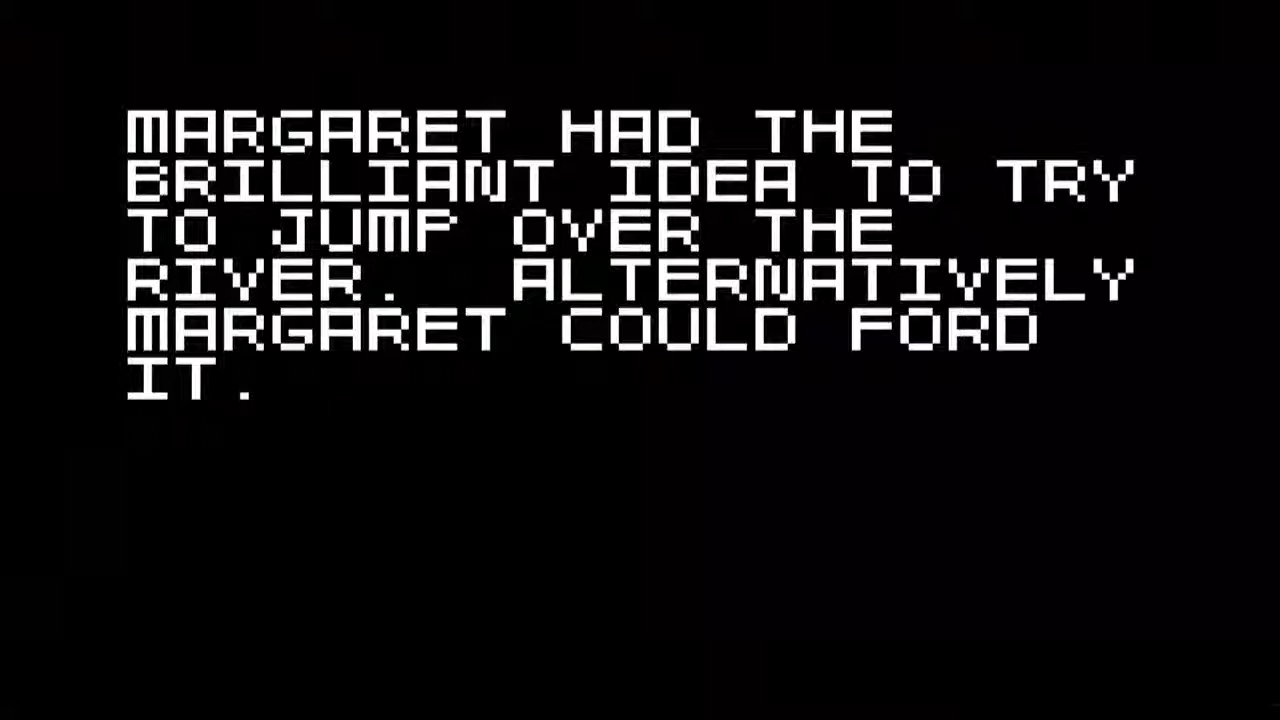 MARGARET HAD THE
BRILLIANT IDEA TO TRY
TO JUMP OVER THE
RIVER.  ALTERNATIVELY
MARGARET COULD FORD
IT.